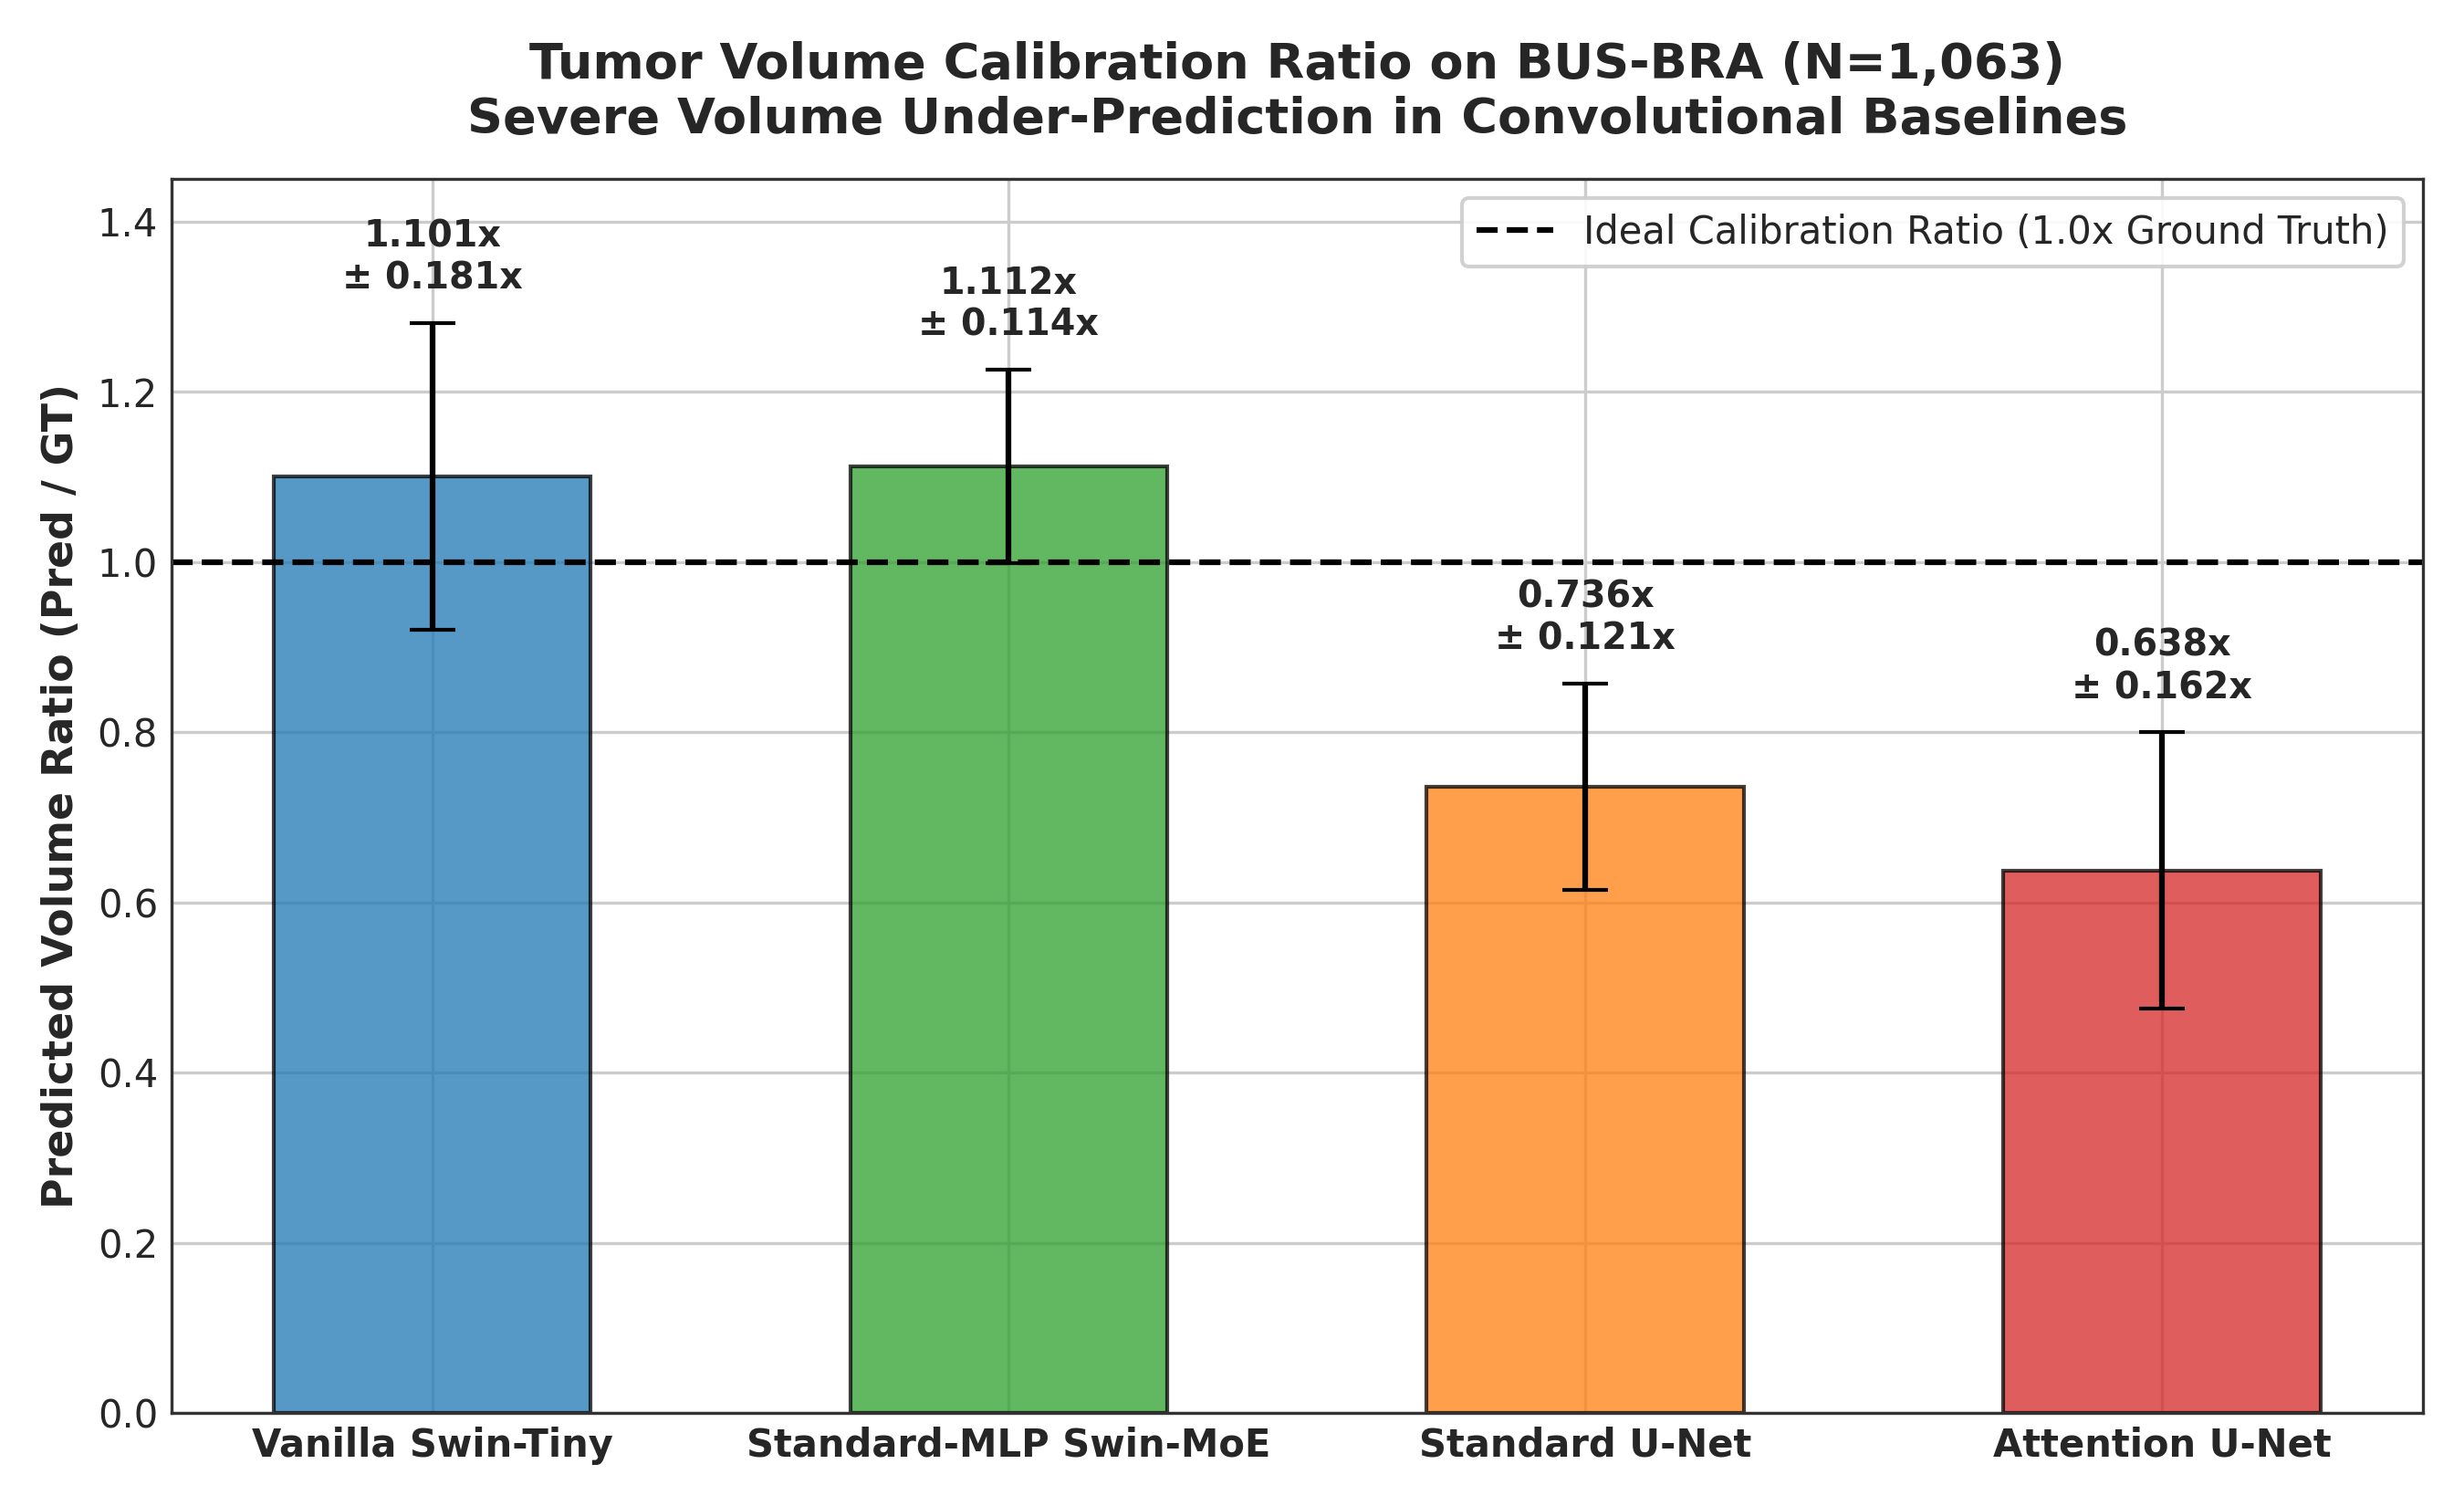 Tumor Volume Calibration Ratio on BUS-BRA (N=1,063)
Severe Volume Under-Prediction in Convolutional Baselines
Predicted Volume Ratio (Pred / GT)
1.4
1.2
1.0
0.8
0.6
0.4
0.2
0.0
Ideal Calibration Ratio (1.0x Ground Truth)
1.101x
± 0.181x
1.112x
± 0.114x
0.736x
± 0.121x
0.638x
± 0.162x
Vanilla Swin-Tiny
Standard-MLP Swin-MoE
Standard U-Net
Attention U-Net